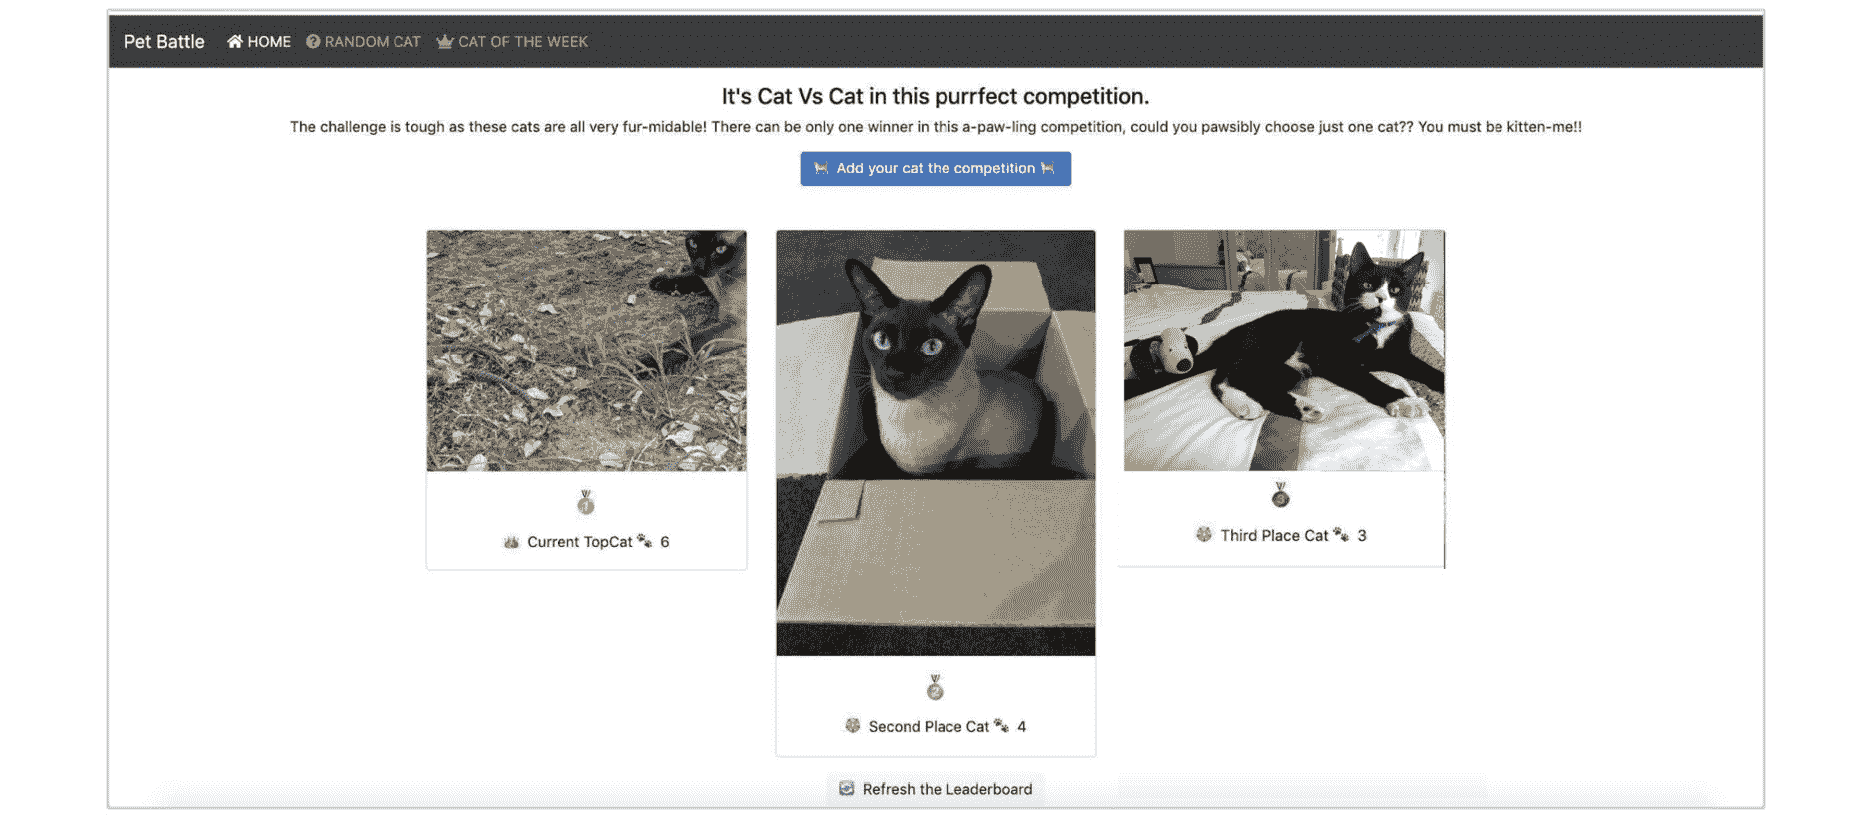 Pet Battle HOME RANDOM CAT CAT OF THE WEEK
It's Cat Vs Cat in this purrfect competition.
The challenge is tough as these cats are all very fur-midable! There can be only one winner in this a-paw-ling competition, could you pawsibly choose just one cat?? You must be kitten-me!!
Add your cat the competition
1
Current TopCat 6
2
Second Place Cat 4
3
Third Place Cat 3
Refresh the Leaderboard